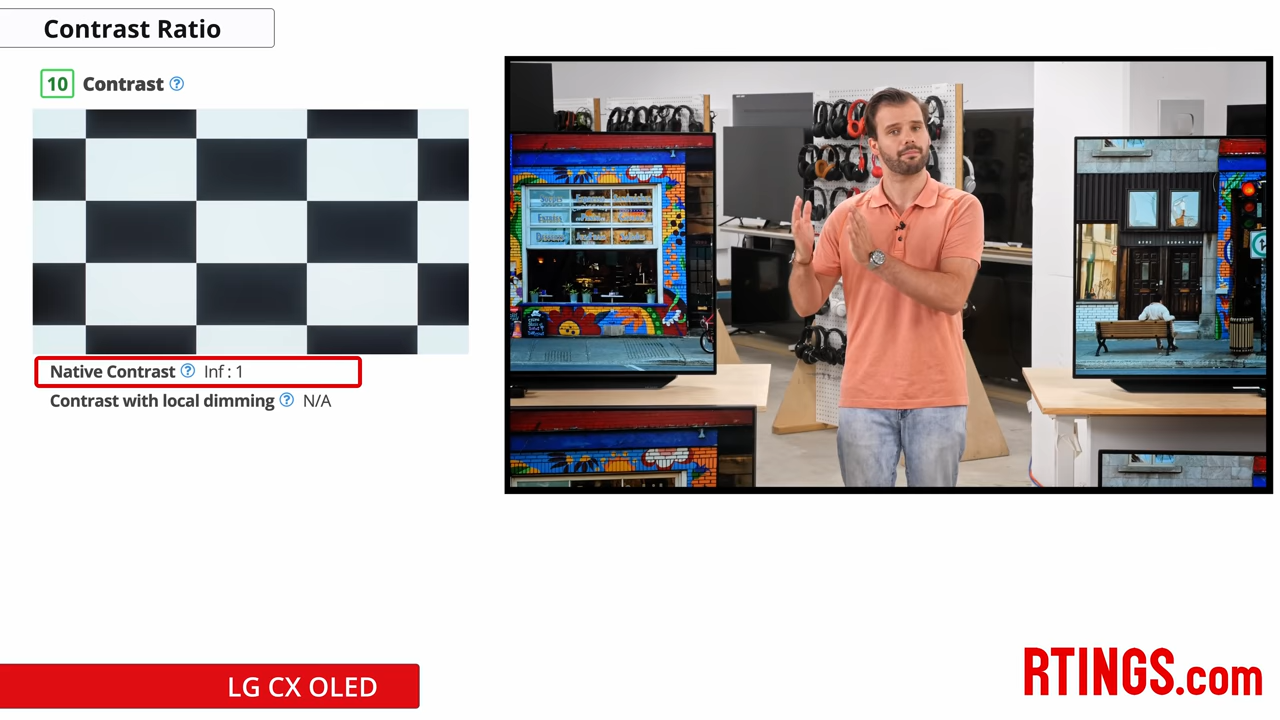 Contrast Ratio
10 Contrast ?
Native Contrast ? Inf : 1
Contrast with local dimming ? N/A
LG CX OLED
RTINGS.com